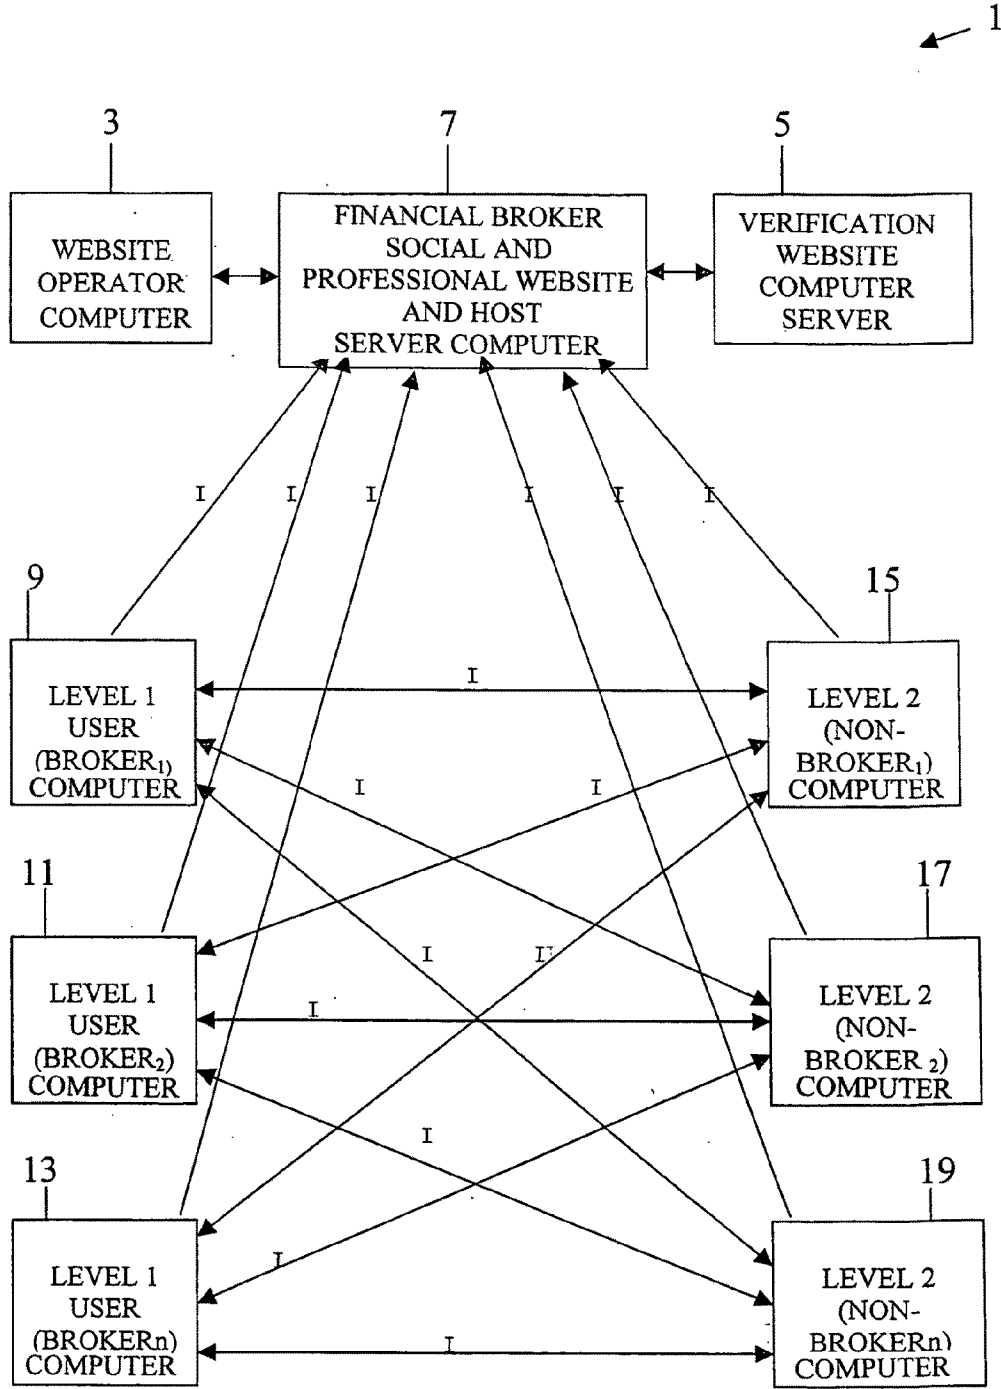 1
3
7
5
WEBSITE
OPERATOR
COMPUTER
FINANCIAL BROKER
SOCIAL AND
PROFESSIONAL WEBSITE
AND HOST
SERVER COMPUTER
VERIFICATION
WEBSITE
COMPUTER
SERVER
I I I I I I
9
15
LEVEL 1
USER
(BROKER₁)
COMPUTER
I
LEVEL 2
(NON-
BROKER₁)
COMPUTER
I I
11
17
LEVEL 1
USER
(BROKER₂)
COMPUTER
I I
I
LEVEL 2
(NON-
BROKER ₂)
COMPUTER
I
13
19
LEVEL 1
USER
(BROKERn)
COMPUTER
I
I
LEVEL 2
(NON-
BROKERn)
COMPUTER